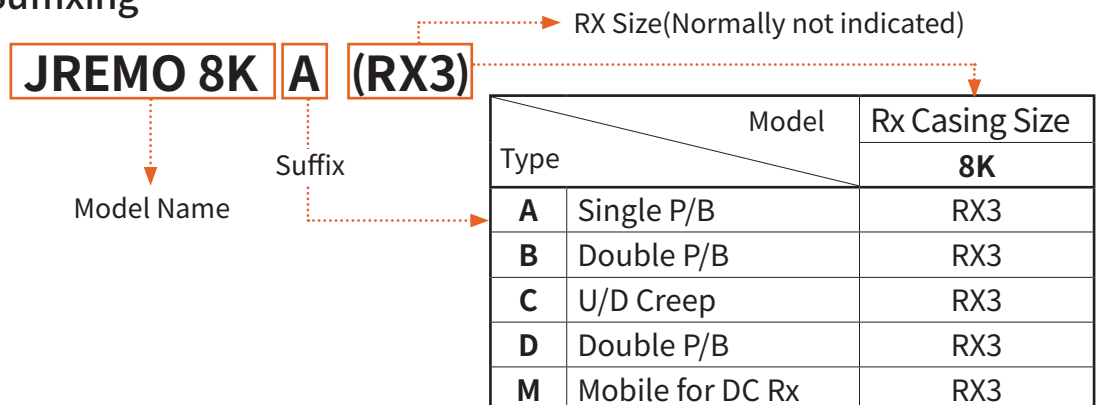 RX Size(Normally not indicated)
JREMO 8K A (RX3)
Suffix
Model Name
Model Rx Casing Size
Type 8K
A Single P/B RX3
B Double P/B RX3
C U/D Creep RX3
D Double P/B RX3
M Mobile for DC Rx RX3